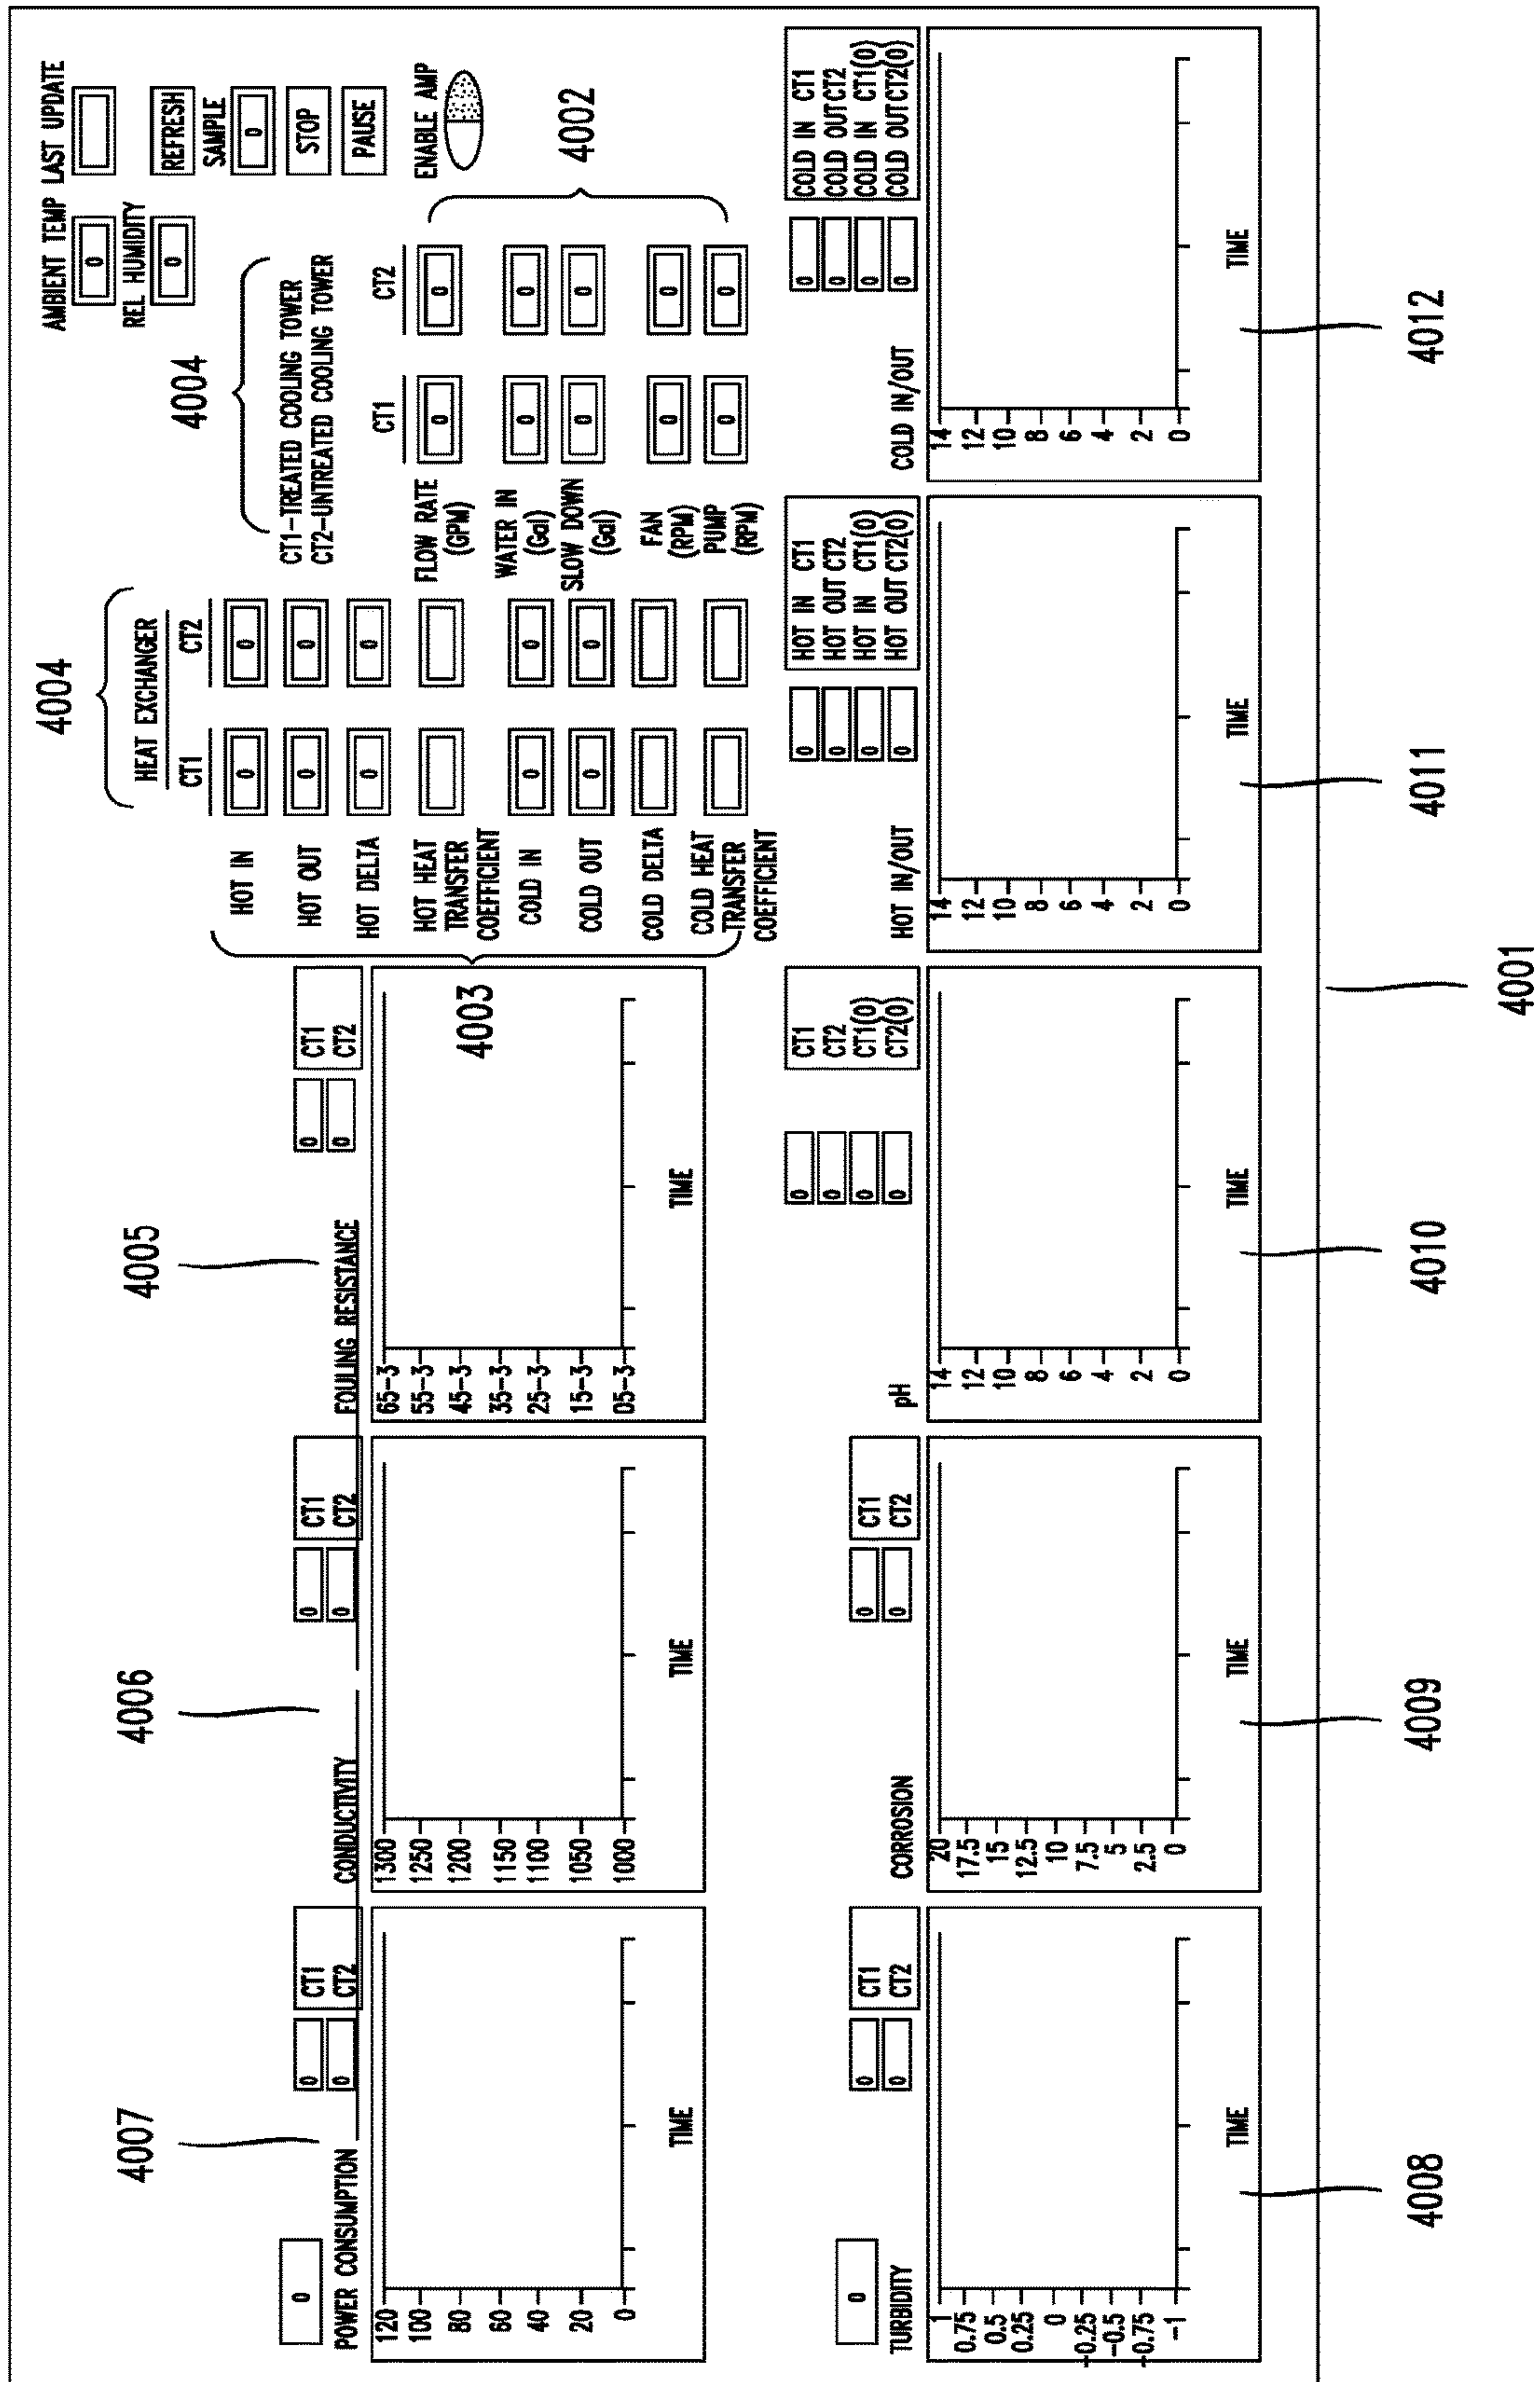 4007
4006
4005
4004
4004
AMBIENT TEMP
LAST UPDATE
0
REL HUMIDITY
0
REFRESH
SAMPLE
0
STOP
PAUSE
ENABLE AMP
HEAT EXCHANGER
CT1
CT2
HOT IN
0
0
HOT OUT
0
0
HOT DELTA
0
0
HOT HEAT
TRANSFER
COEFFICIENT
COLD IN
0
0
COLD OUT
0
0
COLD DELTA
COLD HEAT
TRANSFER
COEFFICIENT
4003
CT1-TREATED COOLING TOWER
CT2-UNTREATED COOLING TOWER
CT1
CT2
FLOW RATE
(GPM)
0
0
WATER IN
(Gal)
0
0
SLOW DOWN
(Gal)
0
0
FAN
(RPM)
0
0
PUMP
(RPM)
0
0
4002
0
POWER CONSUMPTION
0
0
CT1
CT2
120
100
80
60
40
20
0
TIME
CONDUCTIVITY
0
0
CT1
CT2
1300
1250
1200
1150
1100
1050
1000
TIME
FOULING RESISTANCE
0
0
CT1
CT2
65-3
55-3
45-3
35-3
25-3
15-3
05-3
TIME
0
TURBIDITY
0
0
CT1
CT2
1
0.75
0.5
0.25
0
-0.25
-0.5
-0.75
-1
TIME
CORROSION
0
0
CT1
CT2
20
17.5
15
12.5
10
7.5
5
2.5
0
TIME
pH
0
0
0
0
CT1
CT2
CT1(0)
CT2(0)
14
12
10
8
6
4
2
0
TIME
HOT IN/OUT
0
0
0
0
HOT IN CT1
HOT OUT CT2
HOT IN CT1(0)
HOT OUT CT2(0)
14
12
10
8
6
4
2
0
TIME
COLD IN/OUT
0
0
0
0
COLD IN CT1
COLD OUT CT2
COLD IN CT1(0)
COLD OUT CT2(0)
14
12
10
8
6
4
2
0
TIME
4008
4009
4010
4011
4012
4001